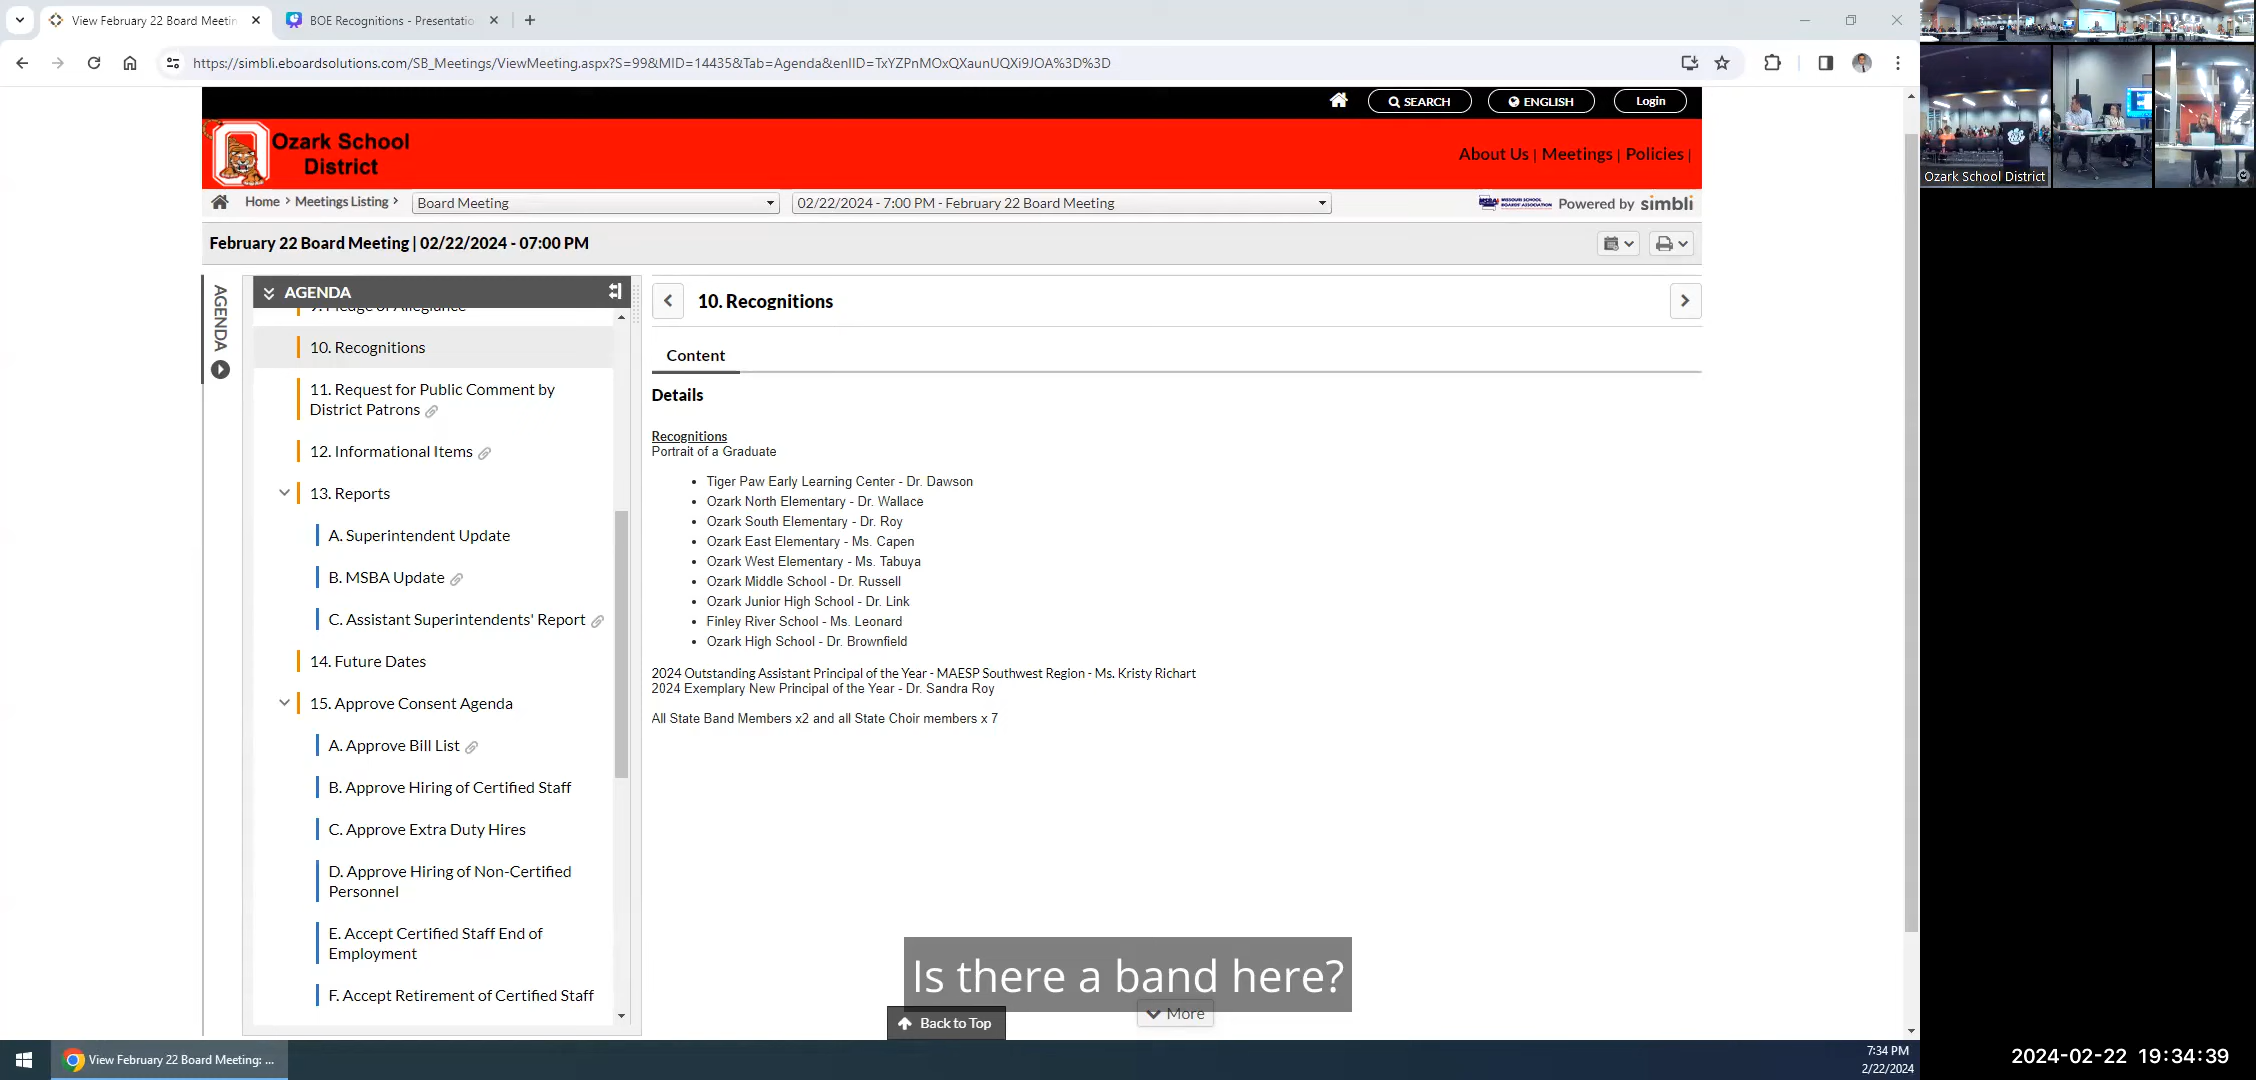 View February 22 Board Meetin
BOE Recognitions - Presentatio
https://simbli.eboardsolutions.com/SB_Meetings/ViewMeeting.aspx?S=99&MID=14435&Tab=Agenda&enIID=TxYZPnMOxQXaunUQXi9JOA%3D%3D
SEARCH
ENGLISH
Login
Ozark School
District
About Us | Meetings | Policies |
Home > Meetings Listing >
Board Meeting
02/22/2024 - 7:00 PM - February 22 Board Meeting
MSBA MISSOURI SCHOOL BOARDS' ASSOCIATION
Powered by simbli
February 22 Board Meeting | 02/22/2024 - 07:00 PM
AGENDA
AGENDA
9. Pledge of Allegiance
10. Recognitions
11. Request for Public Comment by
District Patrons
12. Informational Items
13. Reports
A. Superintendent Update
B. MSBA Update
C. Assistant Superintendents' Report
14. Future Dates
15. Approve Consent Agenda
A. Approve Bill List
B. Approve Hiring of Certified Staff
C. Approve Extra Duty Hires
D. Approve Hiring of Non-Certified
Personnel
E. Accept Certified Staff End of
Employment
F. Accept Retirement of Certified Staff
10. Recognitions
Content
Details
Recognitions
Portrait of a Graduate
• Tiger Paw Early Learning Center - Dr. Dawson
• Ozark North Elementary - Dr. Wallace
• Ozark South Elementary - Dr. Roy
• Ozark East Elementary - Ms. Capen
• Ozark West Elementary - Ms. Tabuya
• Ozark Middle School - Dr. Russell
• Ozark Junior High School - Dr. Link
• Finley River School - Ms. Leonard
• Ozark High School - Dr. Brownfield
2024 Outstanding Assistant Principal of the Year - MAESP Southwest Region - Ms. Kristy Richart
2024 Exemplary New Principal of the Year - Dr. Sandra Roy
All State Band Members x2 and all State Choir members x 7
Is there a band here?
More
Back to Top
View February 22 Board Meeting: ...
7:34 PM
2/22/2024
Ozark School District
2024-02-22 19:34:39